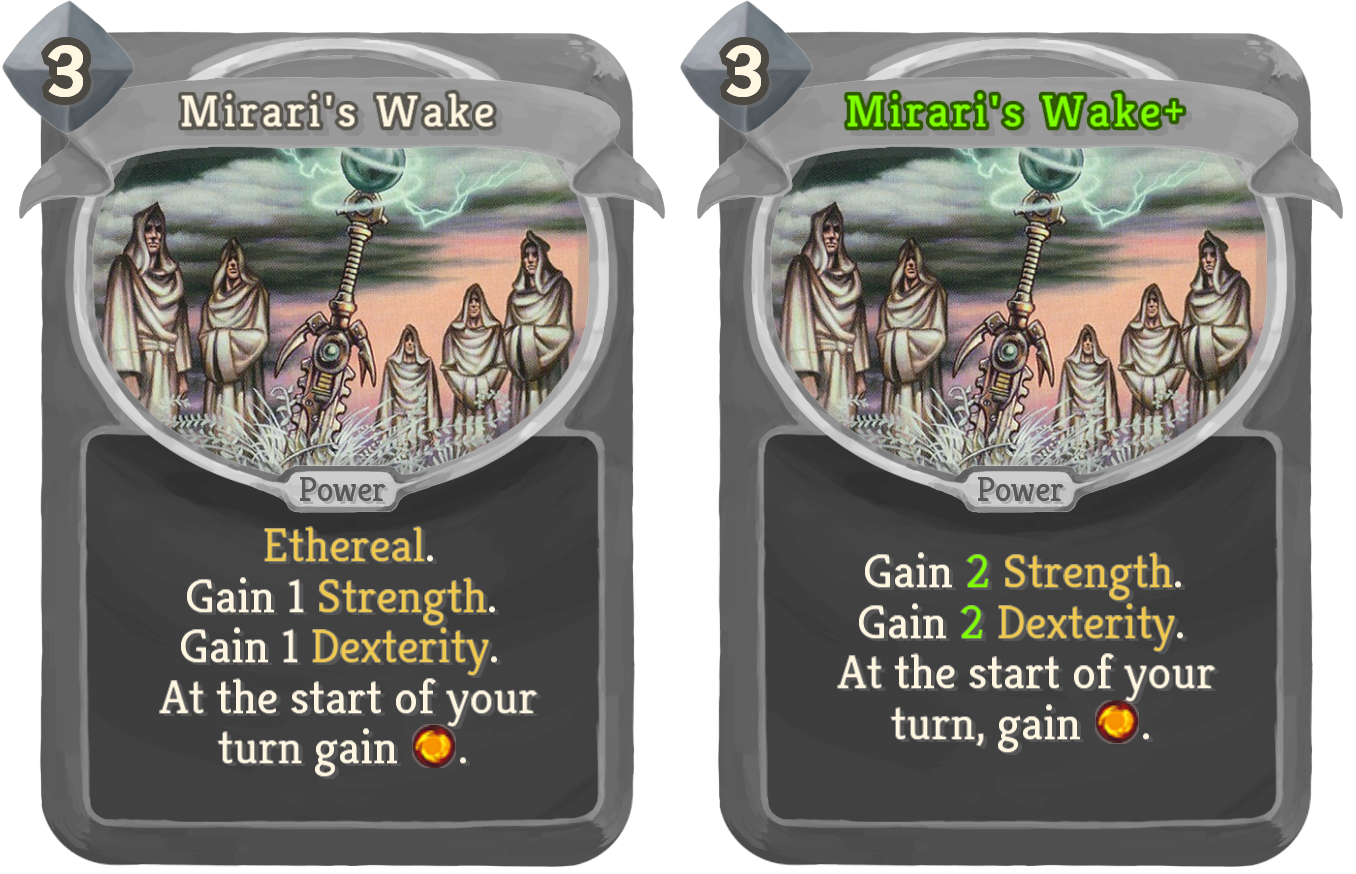 3
Mirari's Wake
Power
Ethereal.
Gain 1 Strength.
Gain 1 Dexterity.
At the start of your
turn gain .
3
Mirari's Wake+
Power
Gain 2 Strength.
Gain 2 Dexterity.
At the start of your
turn, gain .